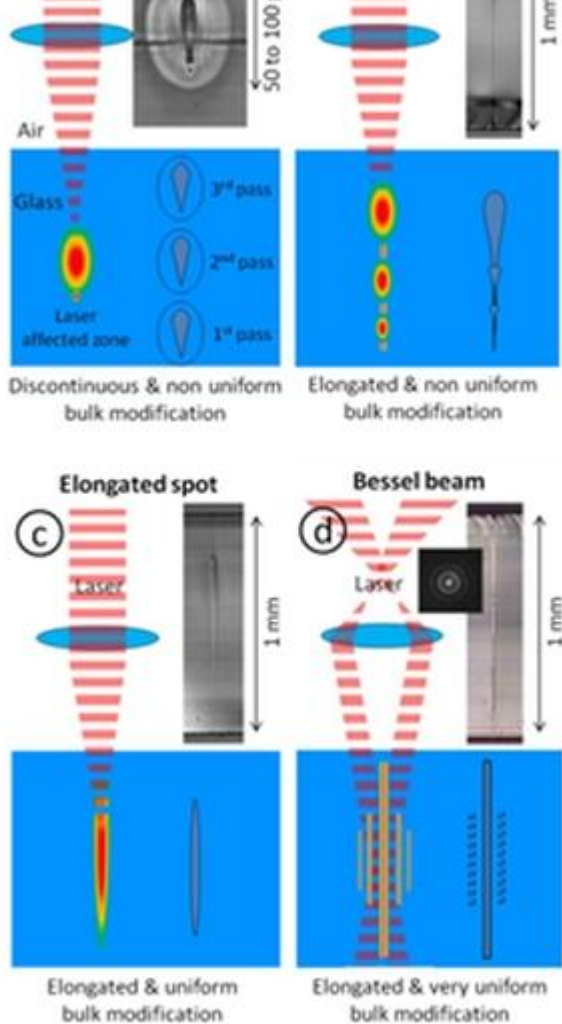 50 to 100
1 mm
Air
Glass
3rd pass
2nd pass
1st pass
Laser
affected zone
Discontinuous & non uniform
bulk modification
Elongated & non uniform
bulk modification
Elongated spot
c
Laser
1 mm
Elongated & uniform
bulk modification
Bessel beam
d
Laser
1 mm
Elongated & very uniform
bulk modification